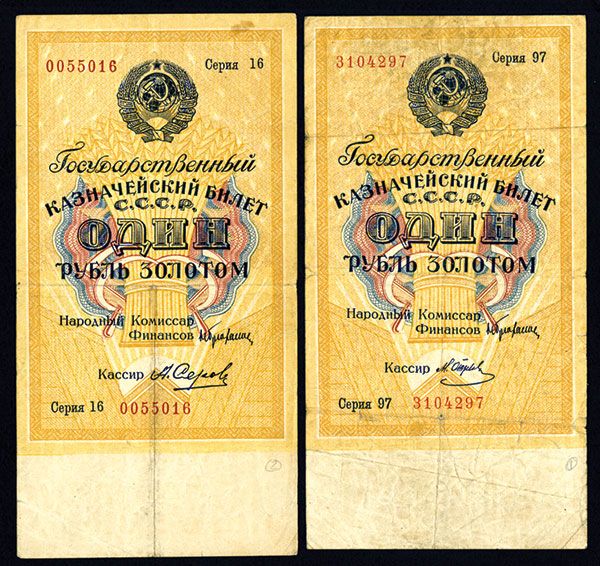 0055016 Серия 16
Государственный
КАЗНАЧЕЙСКИЙ БИЛЕТ
С.С.С.Р.
ОДИН
РУБЛЬ ЗОЛОТОМ
Народный Комиссар
Финансов
Кассир А. Серов
Серия 16 0055016
3104297 Серия 97
Государственный
КАЗНАЧЕЙСКИЙ БИЛЕТ
С.С.С.Р.
ОДИН
РУБЛЬ ЗОЛОТОМ
Народный Комиссар
Финансов
Кассир
Серия 97 3104297